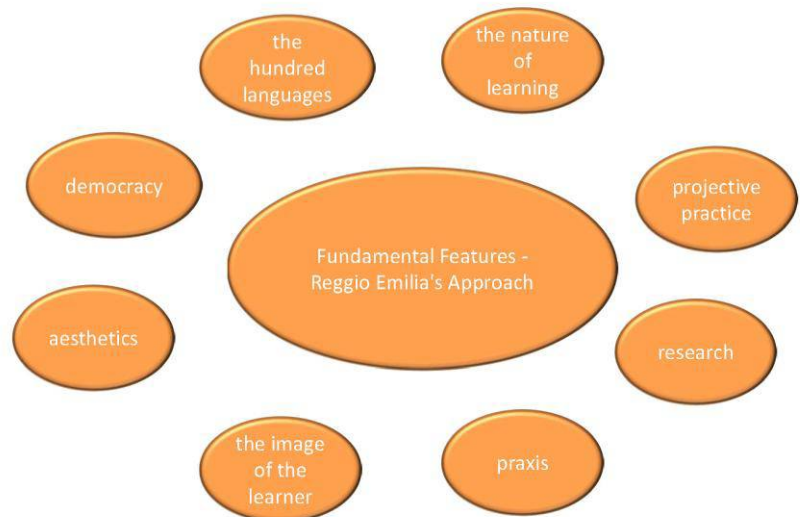 the
hundred
languages
the nature
of
learning
democracy
projective
practice
Fundamental Features -
Reggio Emilia's Approach
aesthetics
research
the image
of the
learner
praxis